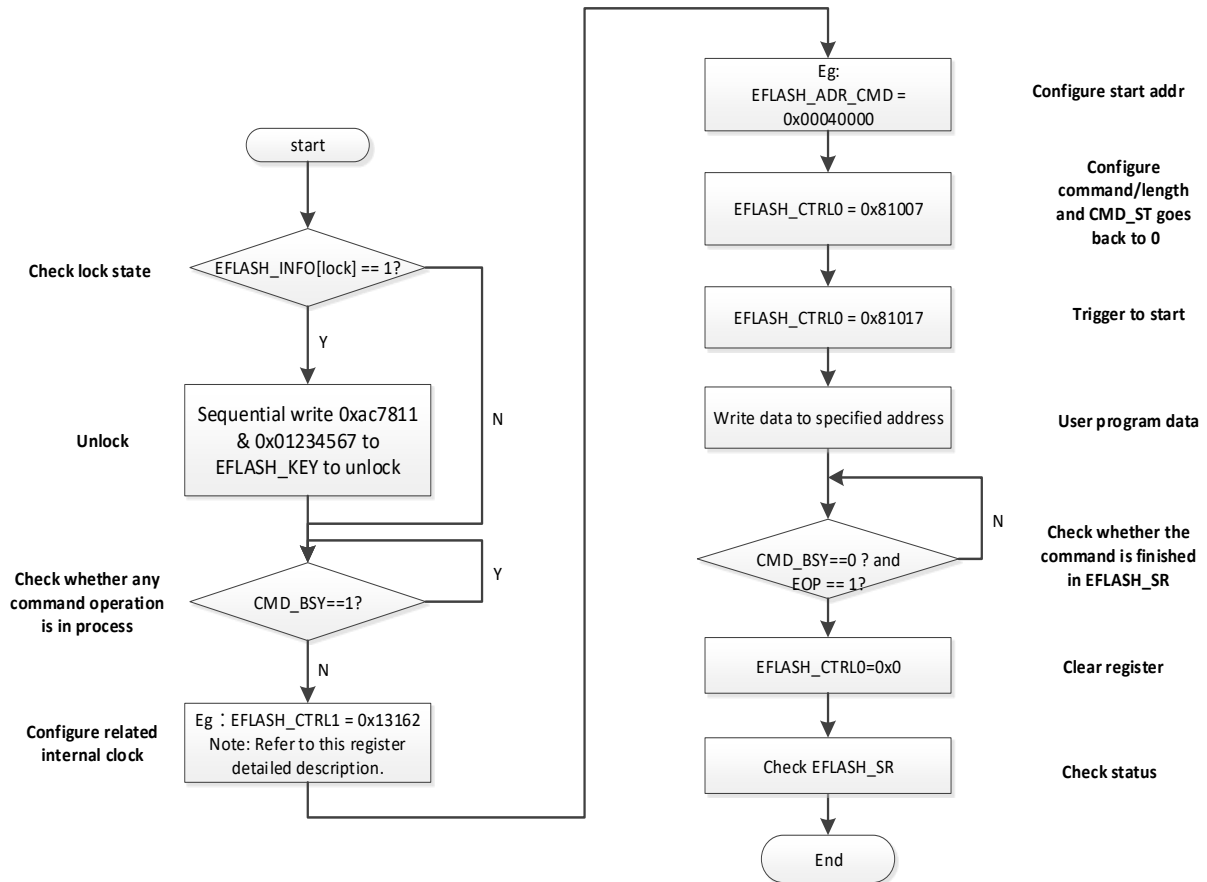 start
Check lock state
EFLASH_INFO[lock] == 1?
Y
N
Unlock
Sequential write 0xac7811
& 0x01234567 to
EFLASH_KEY to unlock
Check whether any
command operation
is in process
CMD_BSY==1?
Y
N
Configure related
internal clock
Eg：EFLASH_CTRL1 = 0x13162
Note: Refer to this register
detailed description.
Eg:
EFLASH_ADR_CMD =
0x00040000
Configure start addr
EFLASH_CTRL0 = 0x81007
Configure
command/length
and CMD_ST goes
back to 0
EFLASH_CTRL0 = 0x81017
Trigger to start
Write data to specified address
User program data
CMD_BSY==0 ? and
EOP == 1?
N
Check whether the
command is finished
in EFLASH_SR
EFLASH_CTRL0=0x0
Clear register
Check EFLASH_SR
Check status
End